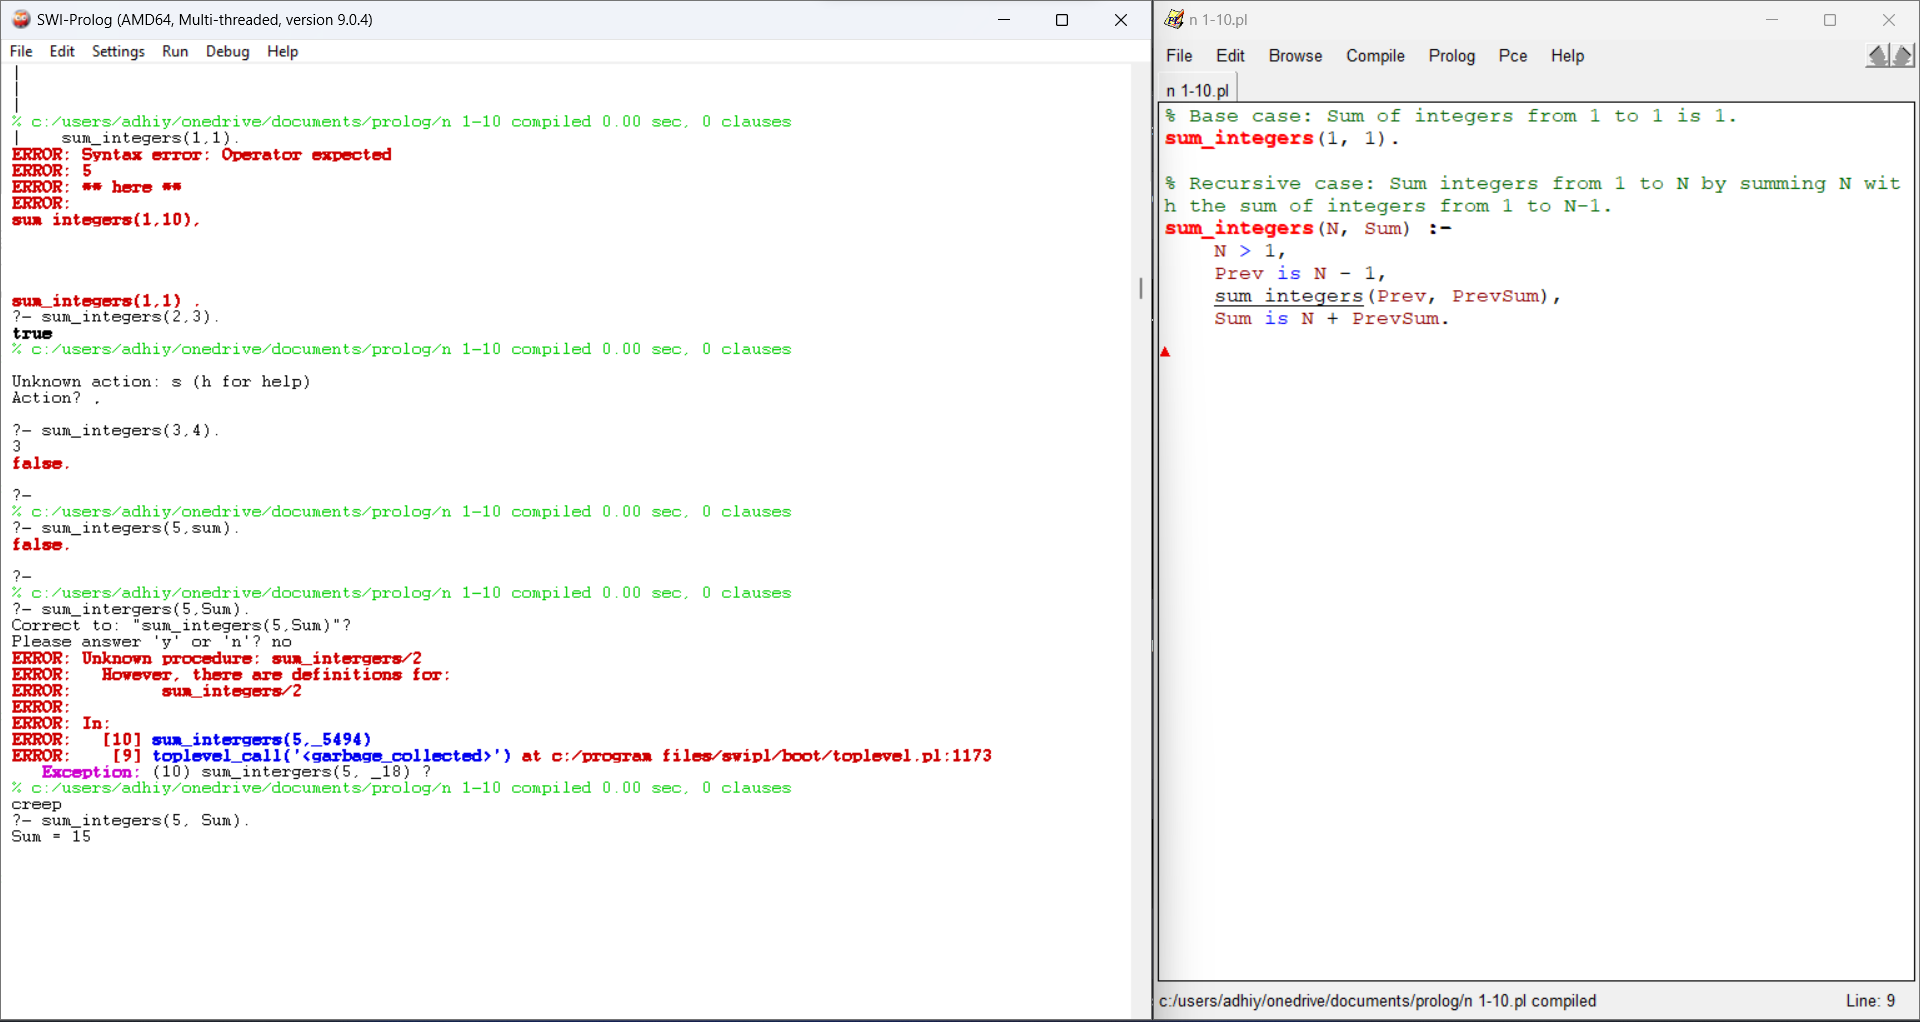 SWI-Prolog (AMD64, Multi-threaded, version 9.0.4)
File Edit Settings Run Debug Help
|
|
|
% c:/users/adhiy/onedrive/documents/prolog/n 1-10 compiled 0.00 sec, 0 clauses
|    sum_integers(1,1).
ERROR: Syntax error: Operator expected
ERROR: 5
ERROR: ** here **
ERROR:
sum integers(1,10),
sum_integers(1,1) .
?- sum_integers(2,3).
true
% c:/users/adhiy/onedrive/documents/prolog/n 1-10 compiled 0.00 sec, 0 clauses
Unknown action: s (h for help)
Action? .
?- sum_integers(3,4).
3
false.
?-
% c:/users/adhiy/onedrive/documents/prolog/n 1-10 compiled 0.00 sec, 0 clauses
?- sum_integers(5,sum).
false.
?-
% c:/users/adhiy/onedrive/documents/prolog/n 1-10 compiled 0.00 sec, 0 clauses
?- sum_intergers(5,Sum).
Correct to: "sum_integers(5,Sum)"?
Please answer 'y' or 'n'? no
ERROR: Unknown procedure: sum_intergers/2
ERROR:   However, there are definitions for:
ERROR:         sum_integers/2
ERROR:
ERROR: In:
ERROR:   [10] sum_intergers(5,_5494)
ERROR:    [9] toplevel_call('<garbage_collected>') at c:/program files/swipl/boot/toplevel.pl:1173
   Exception: (10) sum_intergers(5, _18) ?
% c:/users/adhiy/onedrive/documents/prolog/n 1-10 compiled 0.00 sec, 0 clauses
creep
?- sum_integers(5, Sum).
Sum = 15
n 1-10.pl
File Edit Browse Compile Prolog Pce Help
n 1-10.pl
% Base case: Sum of integers from 1 to 1 is 1.
sum_integers(1, 1).
% Recursive case: Sum integers from 1 to N by summing N wit
h the sum of integers from 1 to N-1.
sum_integers(N, Sum) :-
    N > 1,
    Prev is N - 1,
    sum_integers(Prev, PrevSum),
    Sum is N + PrevSum.
c:/users/adhiy/onedrive/documents/prolog/n 1-10.pl compiled
Line: 9